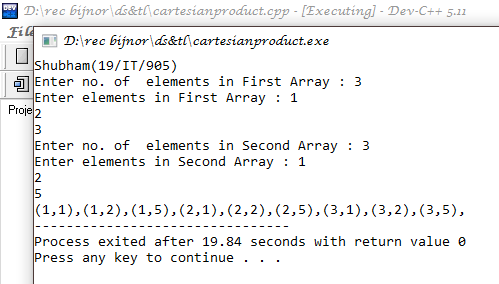 DEV D:\rec bijnor\ds&tl\cartesianproduct.cpp - [Executing] - Dev-C++ 5.11
File
D:\rec bijnor\ds&tl\cartesianproduct.exe
Proje
Shubham(19/IT/905)
Enter no. of  elements in First Array : 3
Enter elements in First Array : 1
2
3
Enter no. of  elements in Second Array : 3
Enter elements in Second Array : 1
2
5
(1,1),(1,2),(1,5),(2,1),(2,2),(2,5),(3,1),(3,2),(3,5),
--------------------------------
Process exited after 19.84 seconds with return value 0
Press any key to continue . . .